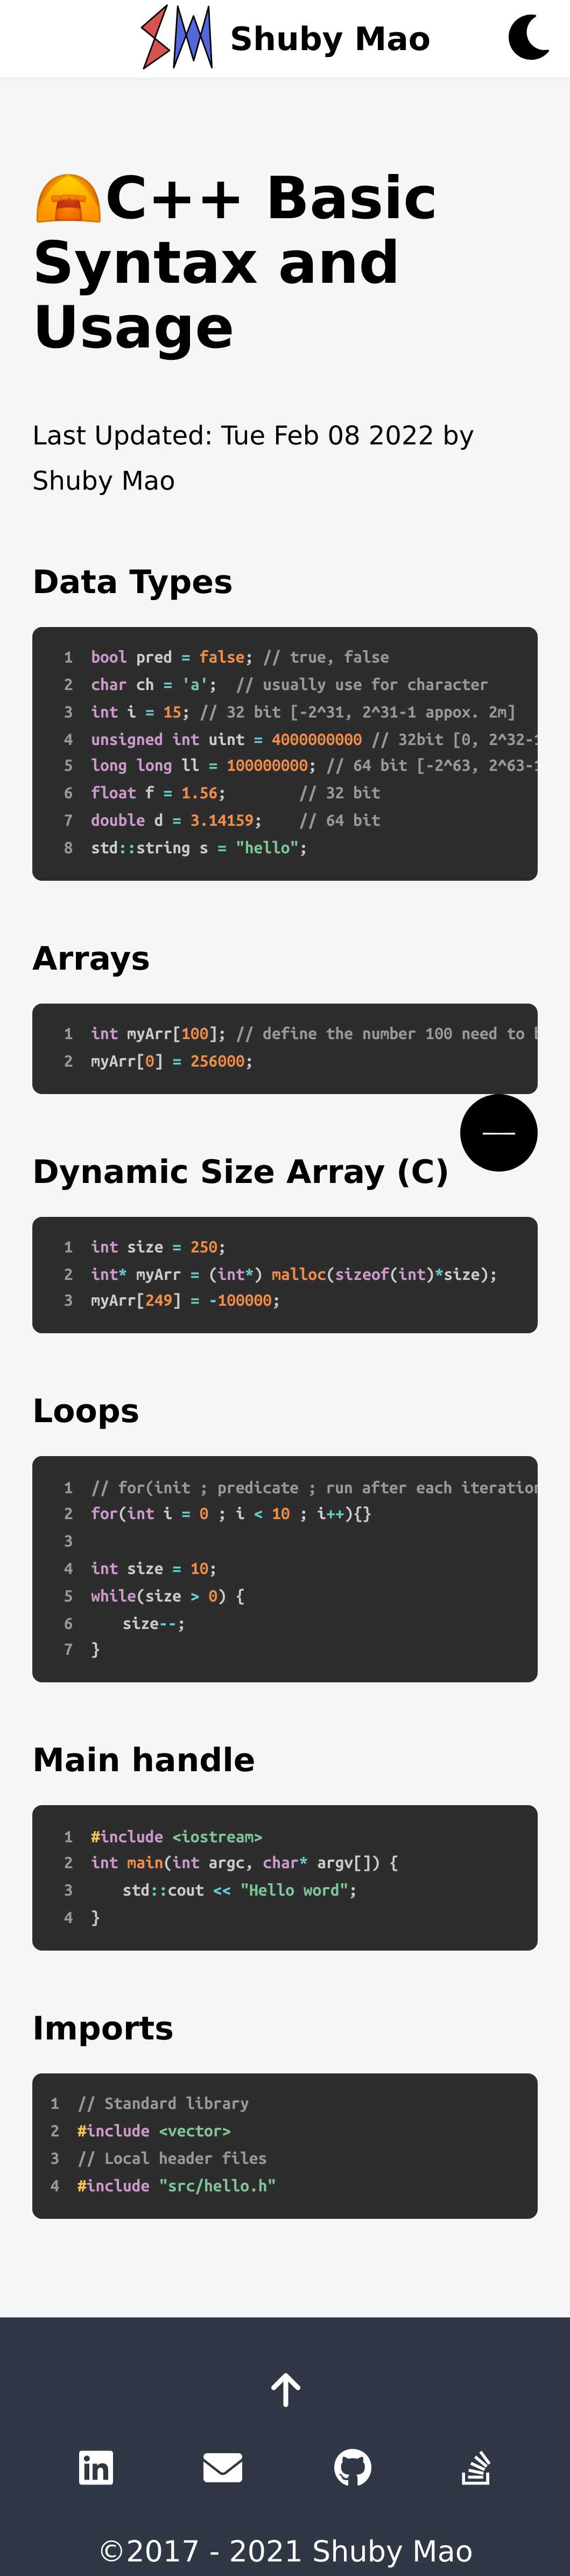 SM Shuby Mao
C++ Basic
Syntax and
Usage
Last Updated: Tue Feb 08 2022 by
Shuby Mao
Data Types
1 bool pred = false; // true, false
2 char ch = 'a'; // usually use for character
3 int i = 15; // 32 bit [-2^31, 2^31-1 appox. 2m]
4 unsigned int uint = 4000000000 // 32bit [0, 2^32-1
5 long long ll = 100000000; // 64 bit [-2^63, 2^63-1
6 float f = 1.56; // 32 bit
7 double d = 3.14159; // 64 bit
8 std::string s = "hello";
Arrays
1 int myArr[100]; // define the number 100 need to
2 myArr[0] = 256000;
Dynamic Size Array (C)
1 int size = 250;
2 int* myArr = (int*) malloc(sizeof(int)*size);
3 myArr[249] = -100000;
Loops
1 // for(init ; predicate ; run after each iteration
2 for(int i = 0 ; i < 10 ; i++){}
3
4 int size = 10;
5 while(size > 0) {
6 size--;
7 }
Main handle
1 #include <iostream>
2 int main(int argc, char* argv[]) {
3 std::cout << "Hello word";
4 }
Imports
1 // Standard library
2 #include <vector>
3 // Local header files
4 #include "src/hello.h"
in
©2017 - 2021 Shuby Mao